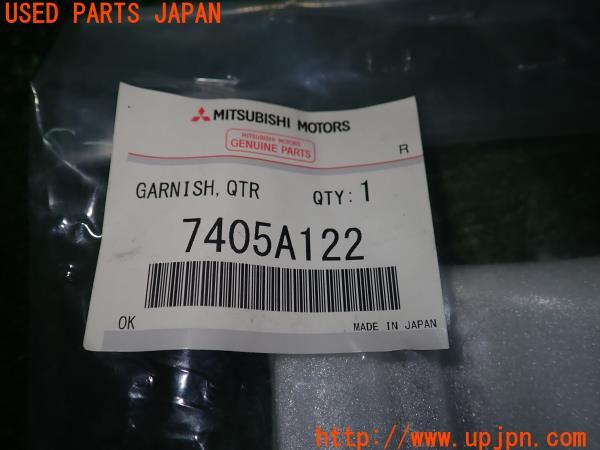 USED PARTS JAPAN
MITSUBISHI MOTORS
MITSUBISHI MOTORS
GENUINE PARTS
R
GARNISH, QTR QTY: 1
7405A122
OK MADE IN JAPAN
UPJ
http://www.upjpn.com/